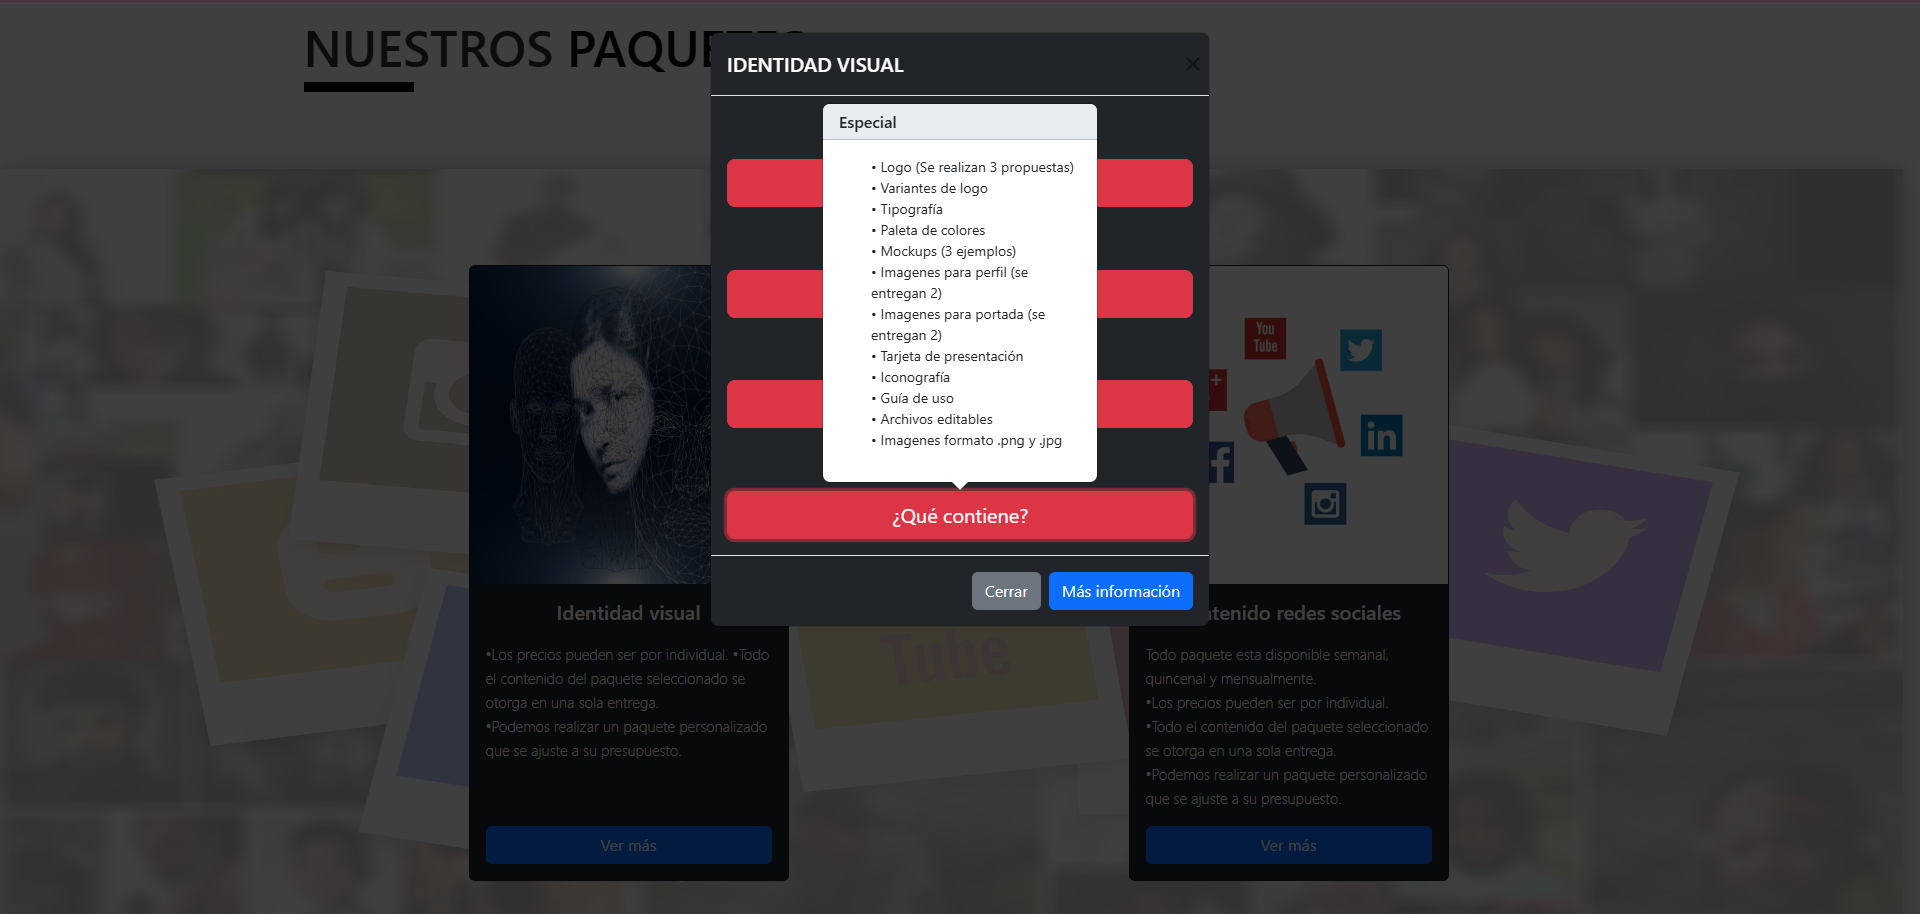 NUESTROS PAQUETES
IDENTIDAD VISUAL
Especial
• Logo (Se realizan 3 propuestas)
• Variantes de logo
• Tipografía
• Paleta de colores
• Mockups (3 ejemplos)
• Imagenes para perfil (se
entregan 2)
• Imagenes para portada (se
entregan 2)
• Tarjeta de presentación
• Iconografía
• Guía de uso
• Archivos editables
• Imagenes formato .png y .jpg
¿Qué contiene?
Cerrar
Más información
You
Tube
in
Tube
Identidad visual
•Los precios pueden ser por individual. •Todo
el contenido del paquete seleccionado se
otorga en una sola entrega.
•Podemos realizar un paquete personalizado
que se ajuste a su presupuesto.
Ver más
tenido redes sociales
Todo paquete esta disponible semanal,
quincenal y mensualmente.
•Los precios pueden ser por individual.
•Todo el contenido del paquete seleccionado
se otorga en una sola entrega.
•Podemos realizar un paquete personalizado
que se ajuste a su presupuesto.
Ver más